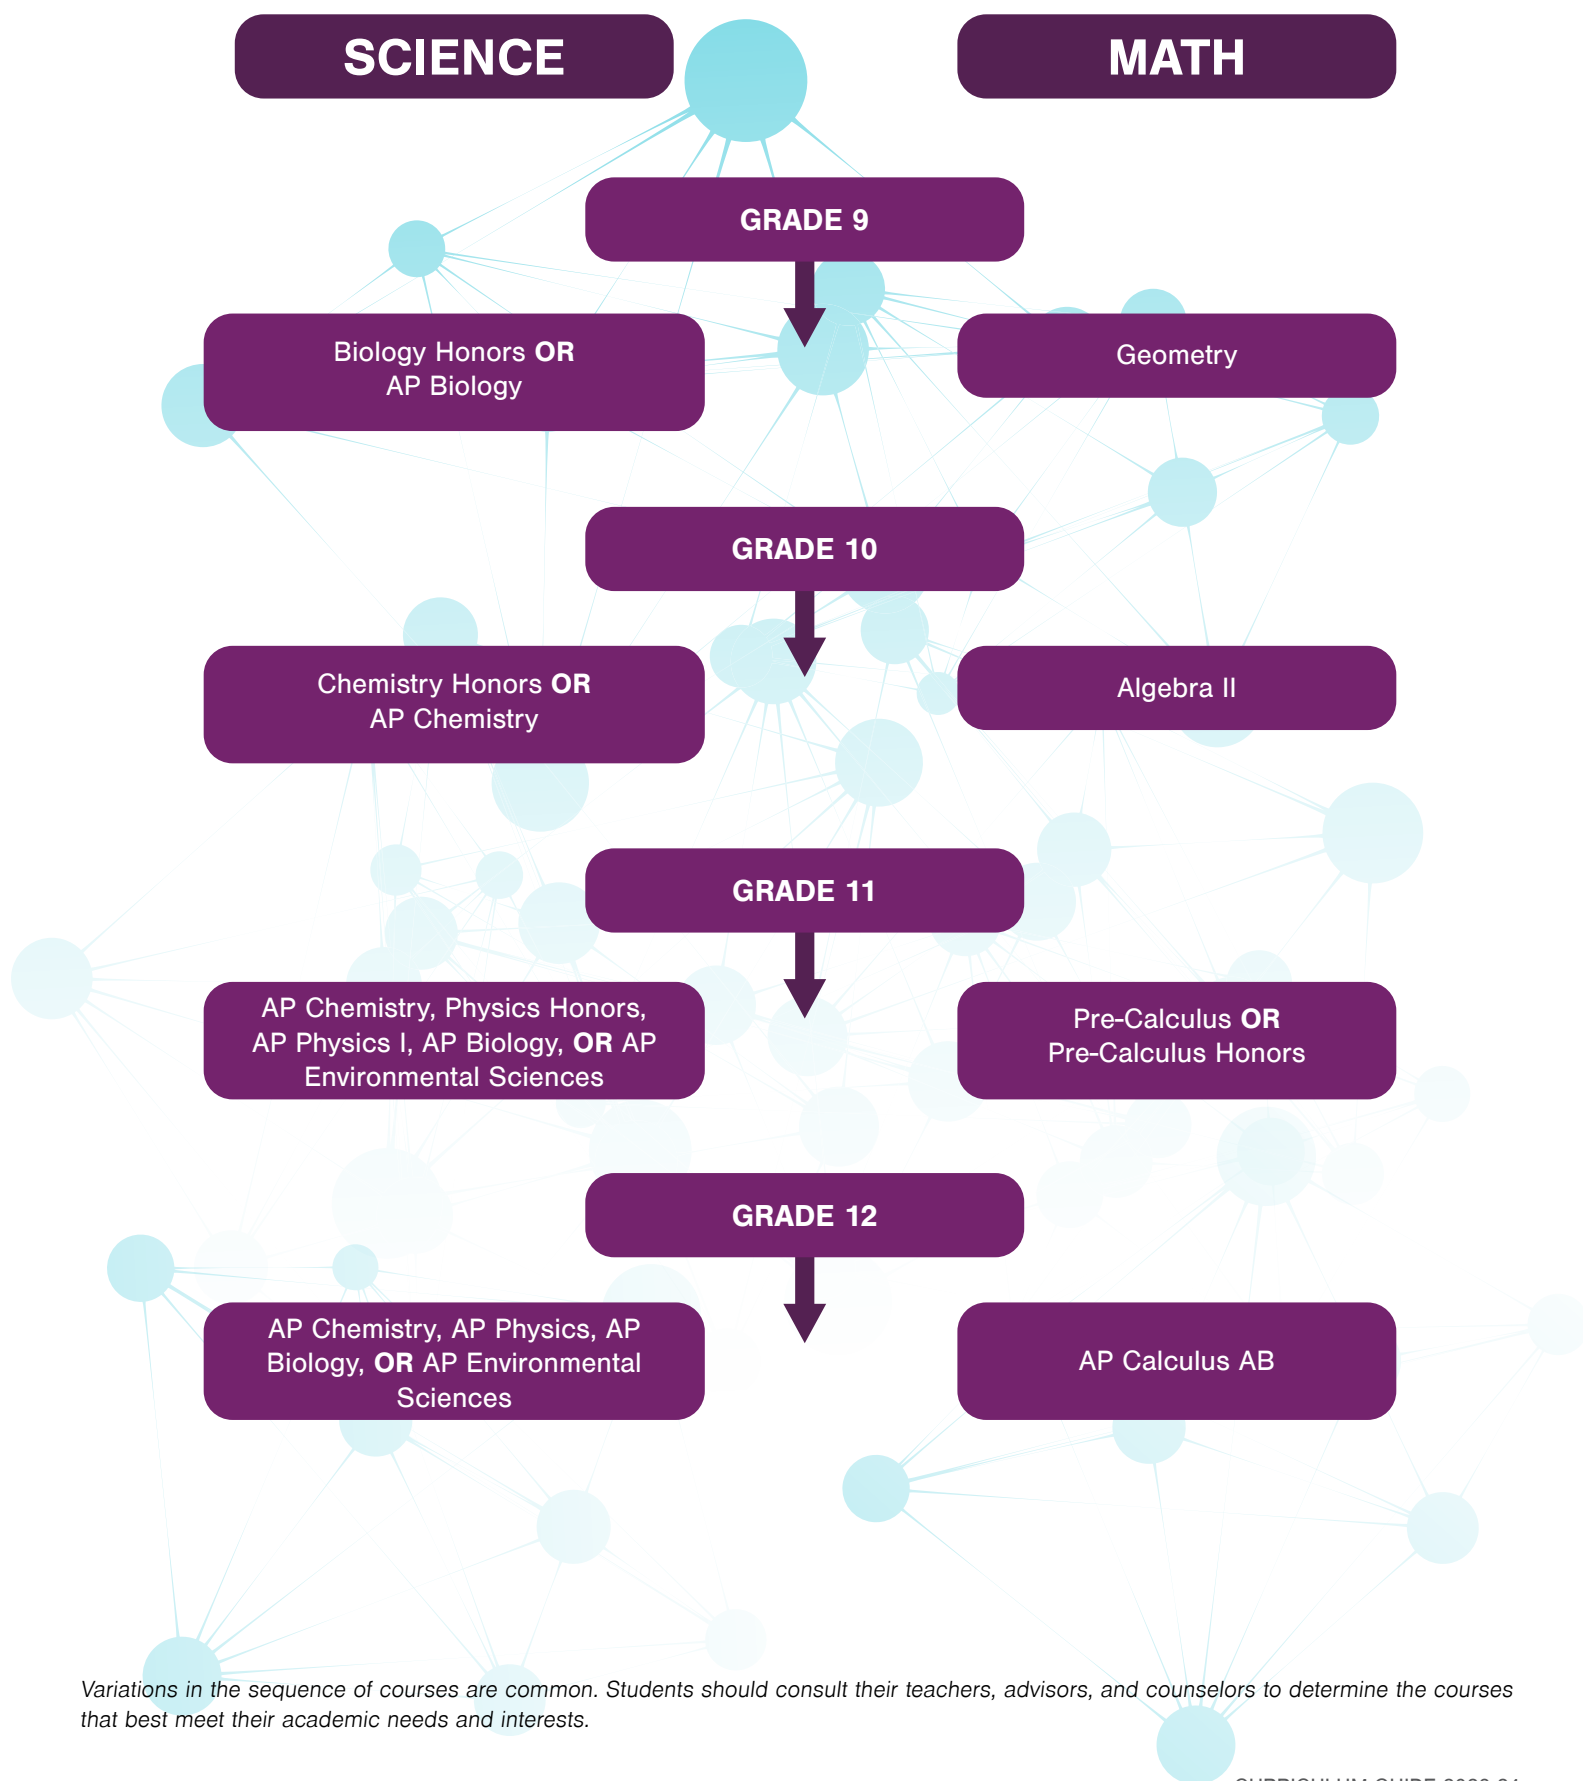 SCIENCE
MATH
GRADE 9
Biology Honors OR
AP Biology
Geometry
GRADE 10
Chemistry Honors OR
AP Chemistry
Algebra II
GRADE 11
AP Chemistry, Physics Honors,
AP Physics I, AP Biology, OR AP
Environmental Sciences
Pre-Calculus OR
Pre-Calculus Honors
GRADE 12
AP Chemistry, AP Physics, AP
Biology, OR AP Environmental
Sciences
AP Calculus AB
Variations in the sequence of courses are common. Students should consult their teachers, advisors, and counselors to determine the courses
that best meet their academic needs and interests.
CURRICULUM GUIDE